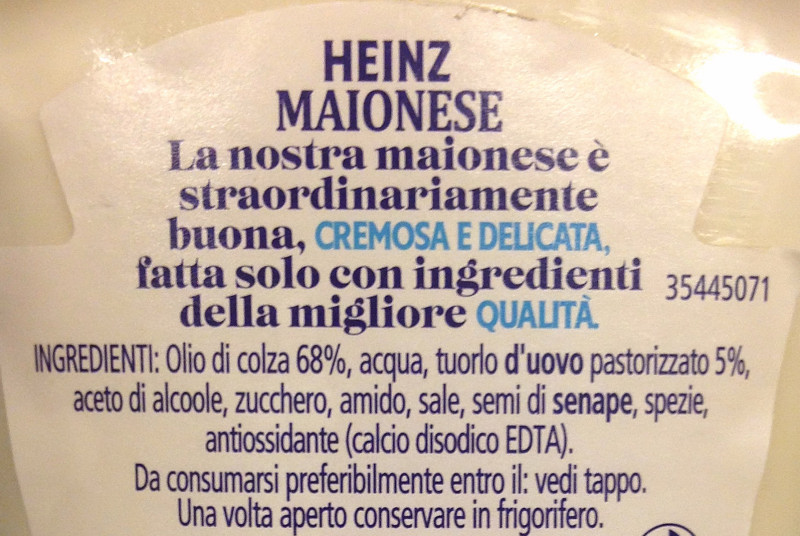 HEINZ
MAIONESE
La nostra maionese è
straordinariamente
buona, CREMOSA E DELICATA,
fatta solo con ingredienti
della migliore QUALITÀ.
35445071
INGREDIENTI: Olio di colza 68%, acqua, tuorlo d'uovo pastorizzato 5%,
aceto di alcoole, zucchero, amido, sale, semi di senape, spezie,
antiossidante (calcio disodico EDTA).
Da consumarsi preferibilmente entro il: vedi tappo.
Una volta aperto conservare in frigorifero.